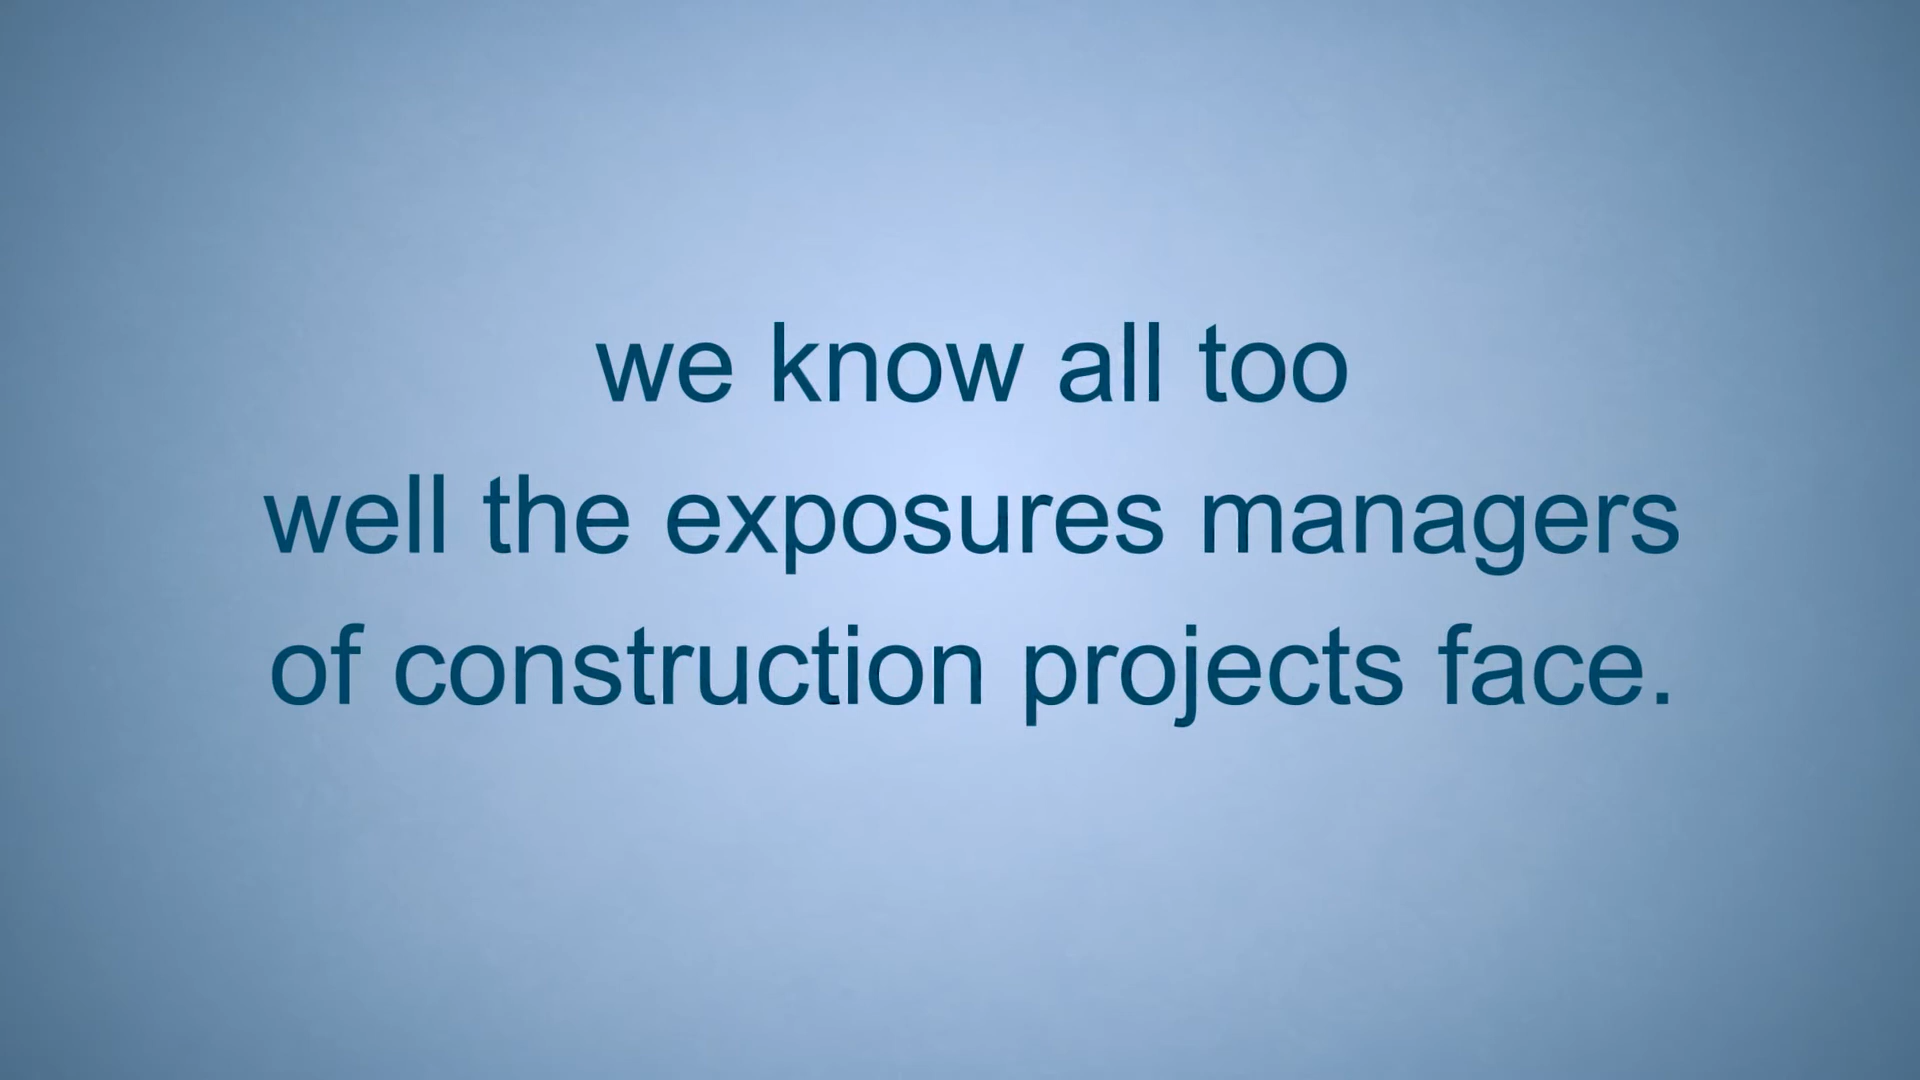 we know all too
well the exposures managers
of construction projects face.